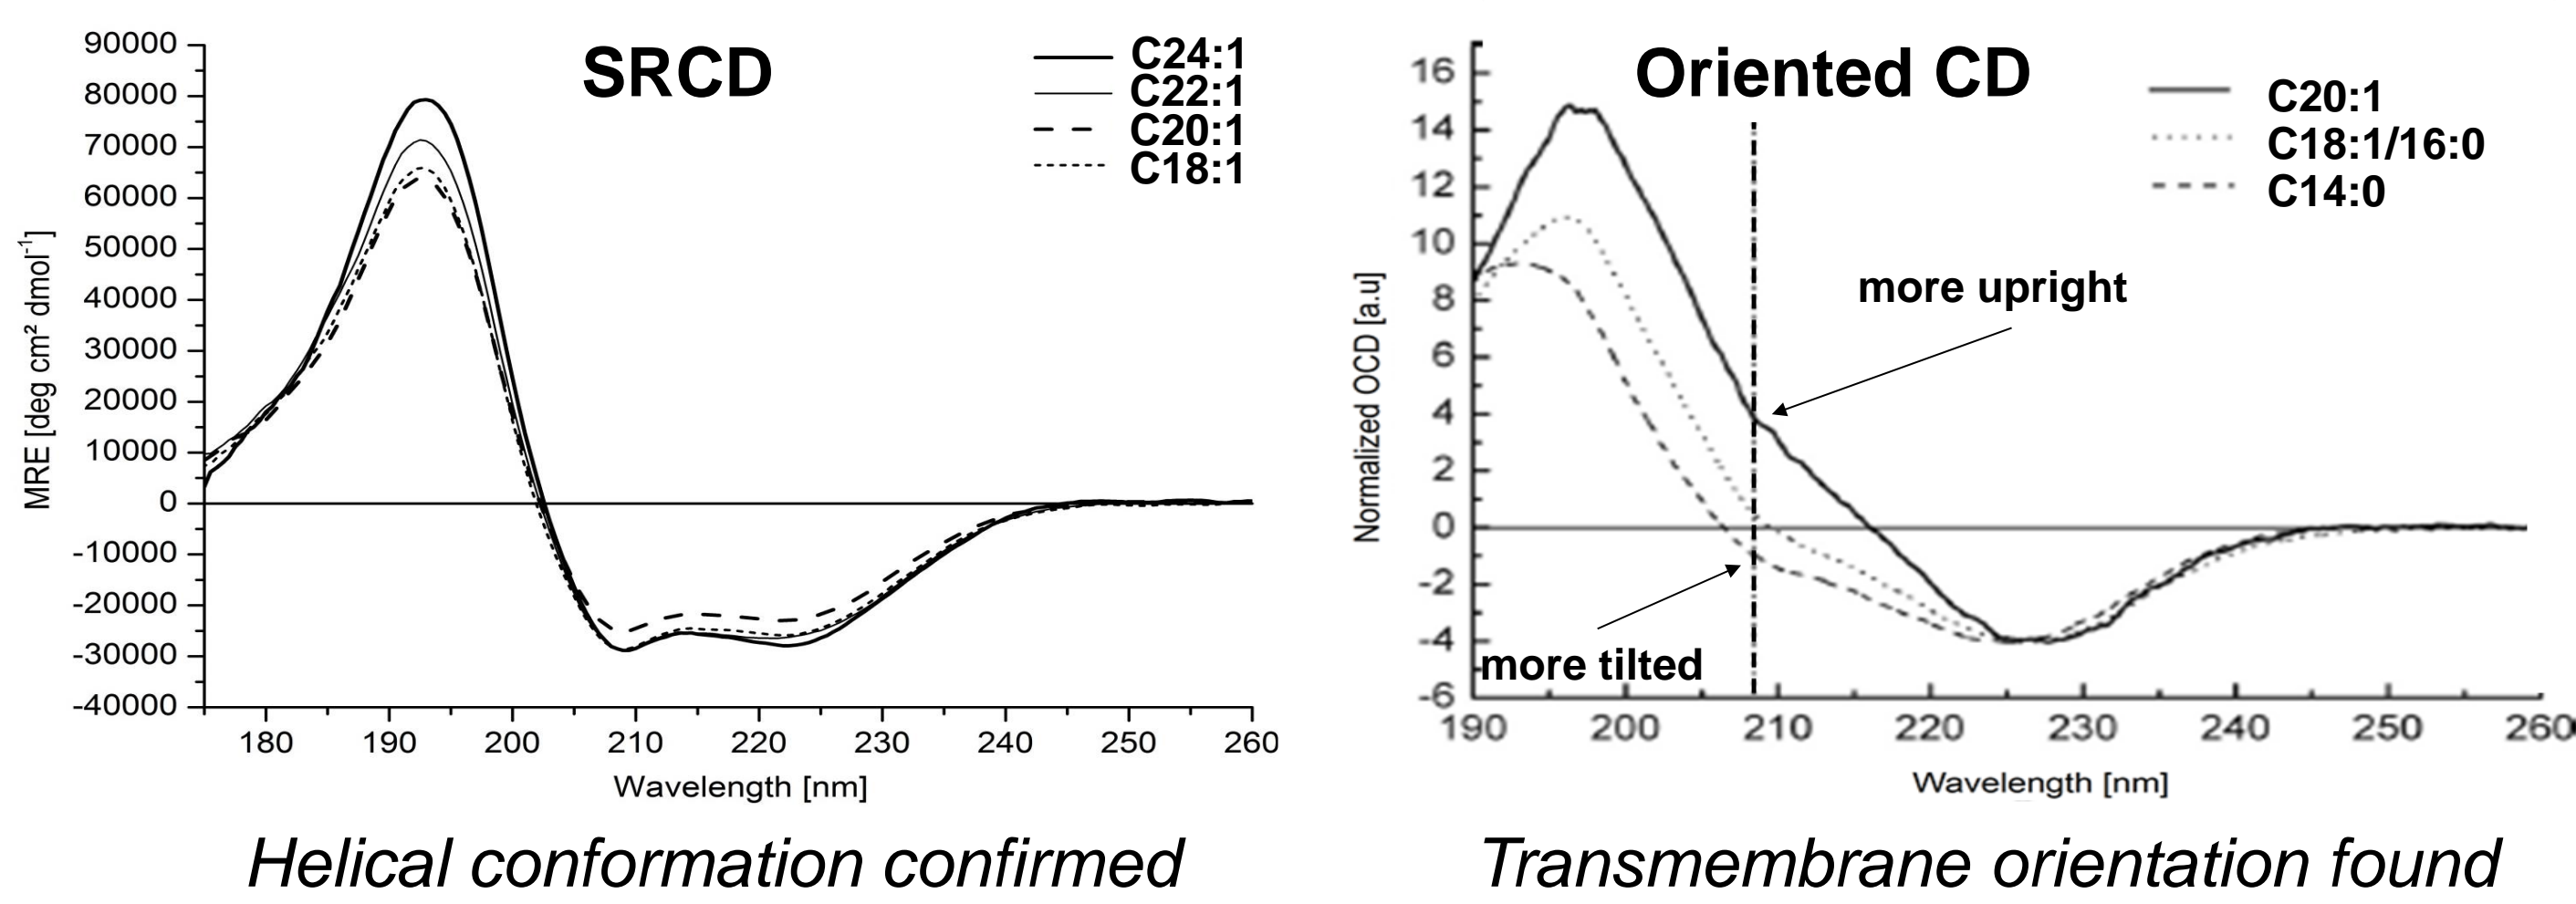 SRCD
C24:1
C22:1
C20:1
C18:1
90000
80000
70000
60000
50000
40000
30000
20000
10000
0
-10000
-20000
-30000
-40000
MRE [deg cm² dmol⁻¹]
180 190 200 210 220 230 240 250 260
Wavelength [nm]
Helical conformation confirmed
Oriented CD
C20:1
C18:1/16:0
C14:0
16
14
12
10
8
6
4
2
0
-2
-4
-6
Normalized OCD [a.u]
more upright
more tilted
190 200 210 220 230 240 250 260
Wavelength [nm]
Transmembrane orientation found